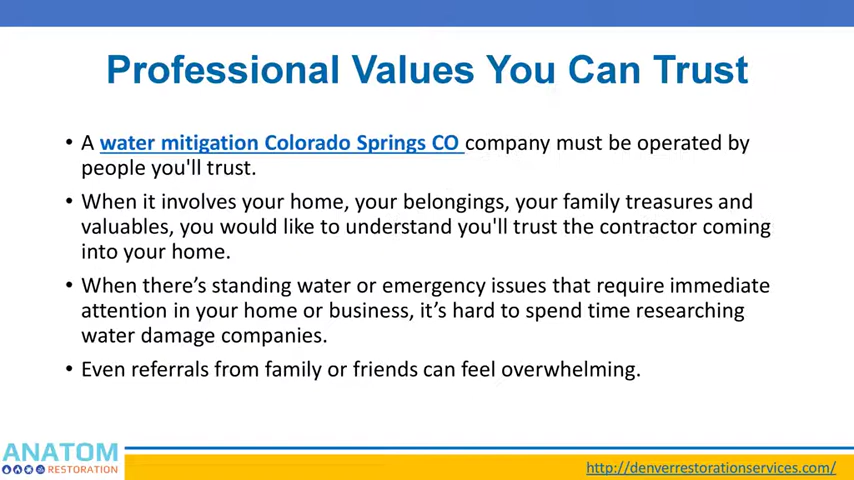 Professional Values You Can Trust
• A water mitigation Colorado Springs CO company must be operated by
people you'll trust.
• When it involves your home, your belongings, your family treasures and
valuables, you would like to understand you'll trust the contractor coming
into your home.
• When there’s standing water or emergency issues that require immediate
attention in your home or business, it’s hard to spend time researching
water damage companies.
• Even referrals from family or friends can feel overwhelming.
ANATOM
RESTORATION
http://denverrestorationservices.com/